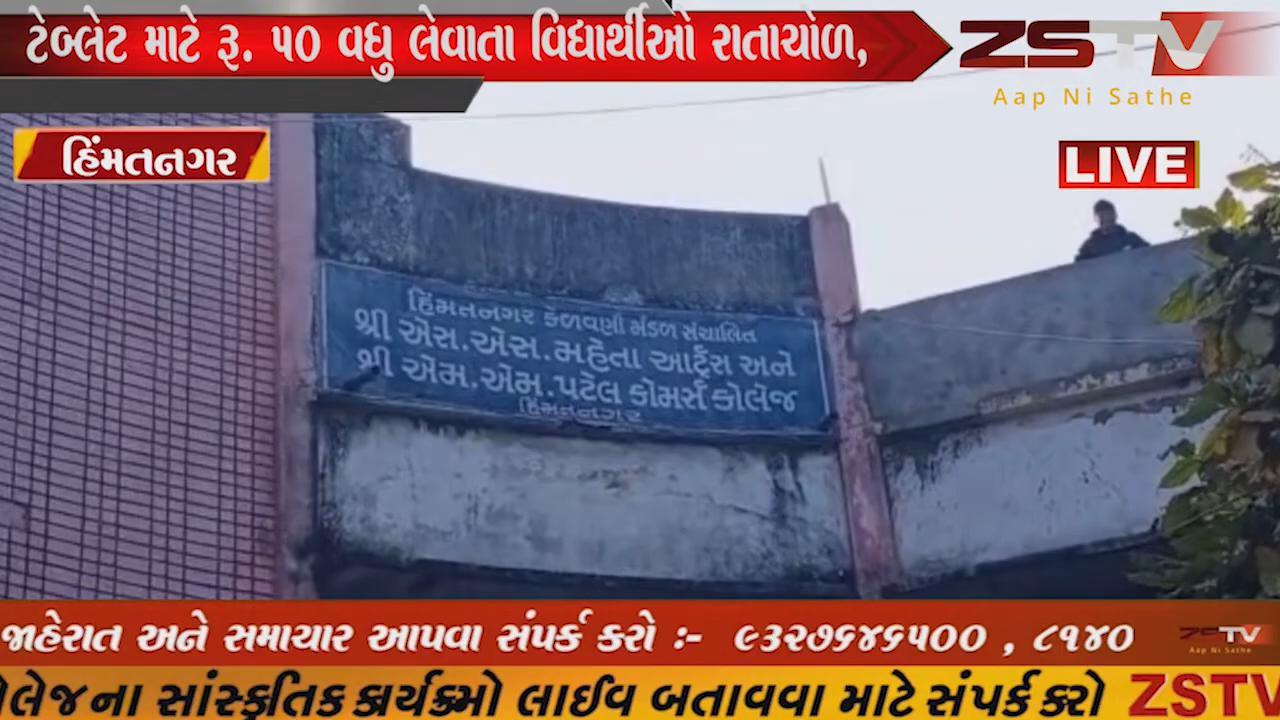 ટેબ્લેટ માટે રૂ. ૫૦ વધુ લેવાતા વિદ્યાર્થીઓ રાતાચોળ,
ZSTV
Aap Ni Sathe
હિંમતનગર
LIVE
હિંમતનગર કેળવણી મંડળ સંચાલિત
શ્રી એસ.એસ.મહેતા આર્ટ્સ અને
શ્રી એમ.એમ.પટેલ કોમર્સ કોલેજ
હિંમતનગર
જાહેરાત અને સમાચાર આપવા સંપર્ક કરો :- ૯૩૨૭૬૪૬૫૦૦ , ૮૧૪૦
ZSTV
Aap Ni Sathe
લેજના સાંસ્કૃતિક કાર્યક્રમો લાઈવ બતાવવા માટે સંપર્ક કરો ZSTV